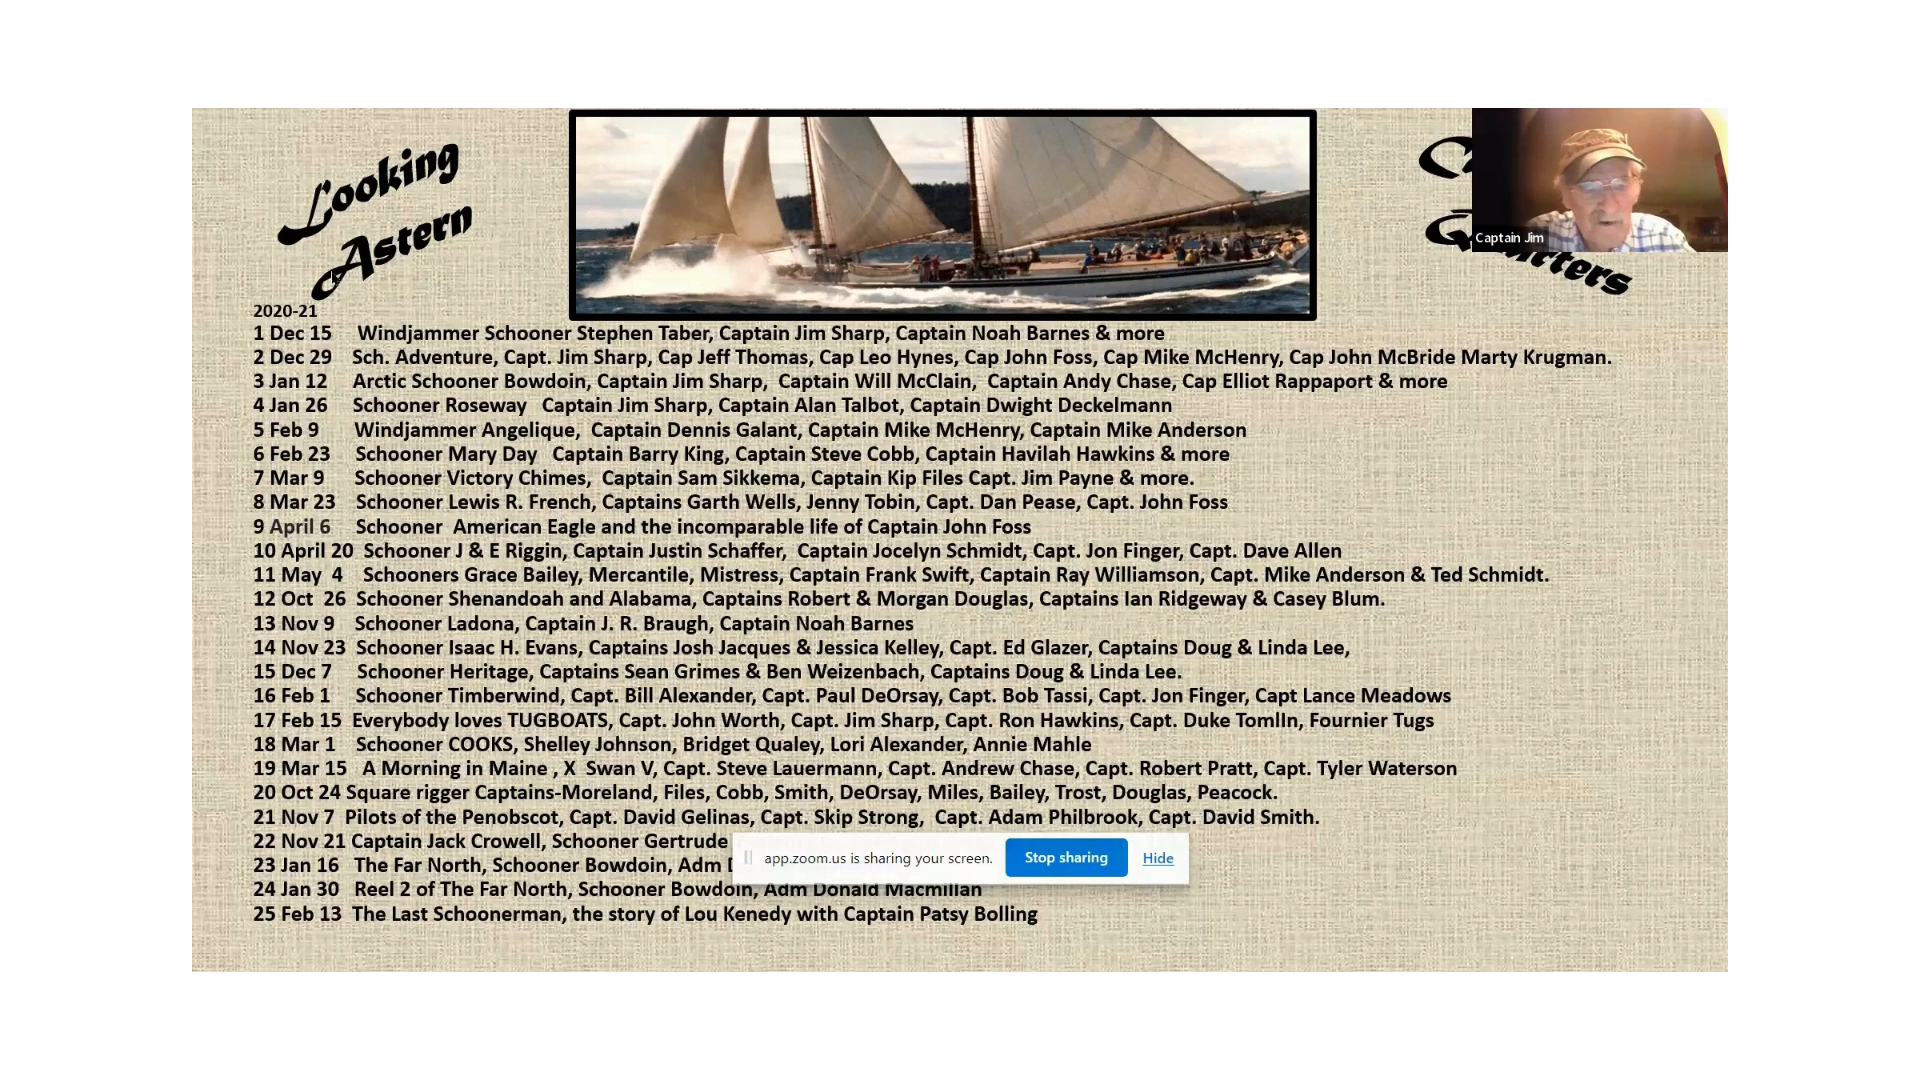 Looking
Astern
Captain Jim
2020-21
1 Dec 15 Windjammer Schooner Stephen Taber, Captain Jim Sharp, Captain Noah Barnes & more
2 Dec 29 Sch. Adventure, Capt. Jim Sharp, Cap Jeff Thomas, Cap Leo Hynes, Cap John Foss, Cap Mike McHenry, Cap John McBride Marty Krugman.
3 Jan 12 Arctic Schooner Bowdoin, Captain Jim Sharp, Captain Will McClain, Captain Andy Chase, Cap Elliot Rappaport & more
4 Jan 26 Schooner Roseway Captain Jim Sharp, Captain Alan Talbot, Captain Dwight Deckelmann
5 Feb 9 Windjammer Angelique, Captain Dennis Galant, Captain Mike McHenry, Captain Mike Anderson
6 Feb 23 Schooner Mary Day Captain Barry King, Captain Steve Cobb, Captain Havilah Hawkins & more
7 Mar 9 Schooner Victory Chimes, Captain Sam Sikkema, Captain Kip Files Capt. Jim Payne & more.
8 Mar 23 Schooner Lewis R. French, Captains Garth Wells, Jenny Tobin, Capt. Dan Pease, Capt. John Foss
9 April 6 Schooner American Eagle and the incomparable life of Captain John Foss
10 April 20 Schooner J & E Riggin, Captain Justin Schaffer, Captain Jocelyn Schmidt, Capt. Jon Finger, Capt. Dave Allen
11 May 4 Schooners Grace Bailey, Mercantile, Mistress, Captain Frank Swift, Captain Ray Williamson, Capt. Mike Anderson & Ted Schmidt.
12 Oct 26 Schooner Shenandoah and Alabama, Captains Robert & Morgan Douglas, Captains Ian Ridgeway & Casey Blum.
13 Nov 9 Schooner Ladona, Captain J. R. Braugh, Captain Noah Barnes
14 Nov 23 Schooner Isaac H. Evans, Captains Josh Jacques & Jessica Kelley, Capt. Ed Glazer, Captains Doug & Linda Lee,
15 Dec 7 Schooner Heritage, Captains Sean Grimes & Ben Weizenbach, Captains Doug & Linda Lee.
16 Feb 1 Schooner Timberwind, Capt. Bill Alexander, Capt. Paul DeOrsay, Capt. Bob Tassi, Capt. Jon Finger, Capt Lance Meadows
17 Feb 15 Everybody loves TUGBOATS, Capt. John Worth, Capt. Jim Sharp, Capt. Ron Hawkins, Capt. Duke TomlIn, Fournier Tugs
18 Mar 1 Schooner COOKS, Shelley Johnson, Bridget Qualey, Lori Alexander, Annie Mahle
19 Mar 15 A Morning in Maine , X Swan V, Capt. Steve Lauermann, Capt. Andrew Chase, Capt. Robert Pratt, Capt. Tyler Waterson
20 Oct 24 Square rigger Captains-Moreland, Files, Cobb, Smith, DeOrsay, Miles, Bailey, Trost, Douglas, Peacock.
21 Nov 7 Pilots of the Penobscot, Capt. David Gelinas, Capt. Skip Strong, Capt. Adam Philbrook, Capt. David Smith.
22 Nov 21 Captain Jack Crowell, Schooner Gertrude
app.zoom.us is sharing your screen. Stop sharing Hide
23 Jan 16 The Far North, Schooner Bowdoin, Adm
24 Jan 30 Reel 2 of The Far North, Schooner Bowdoin, Adm Donald Macmillan
25 Feb 13 The Last Schoonerman, the story of Lou Kenedy with Captain Patsy Bolling